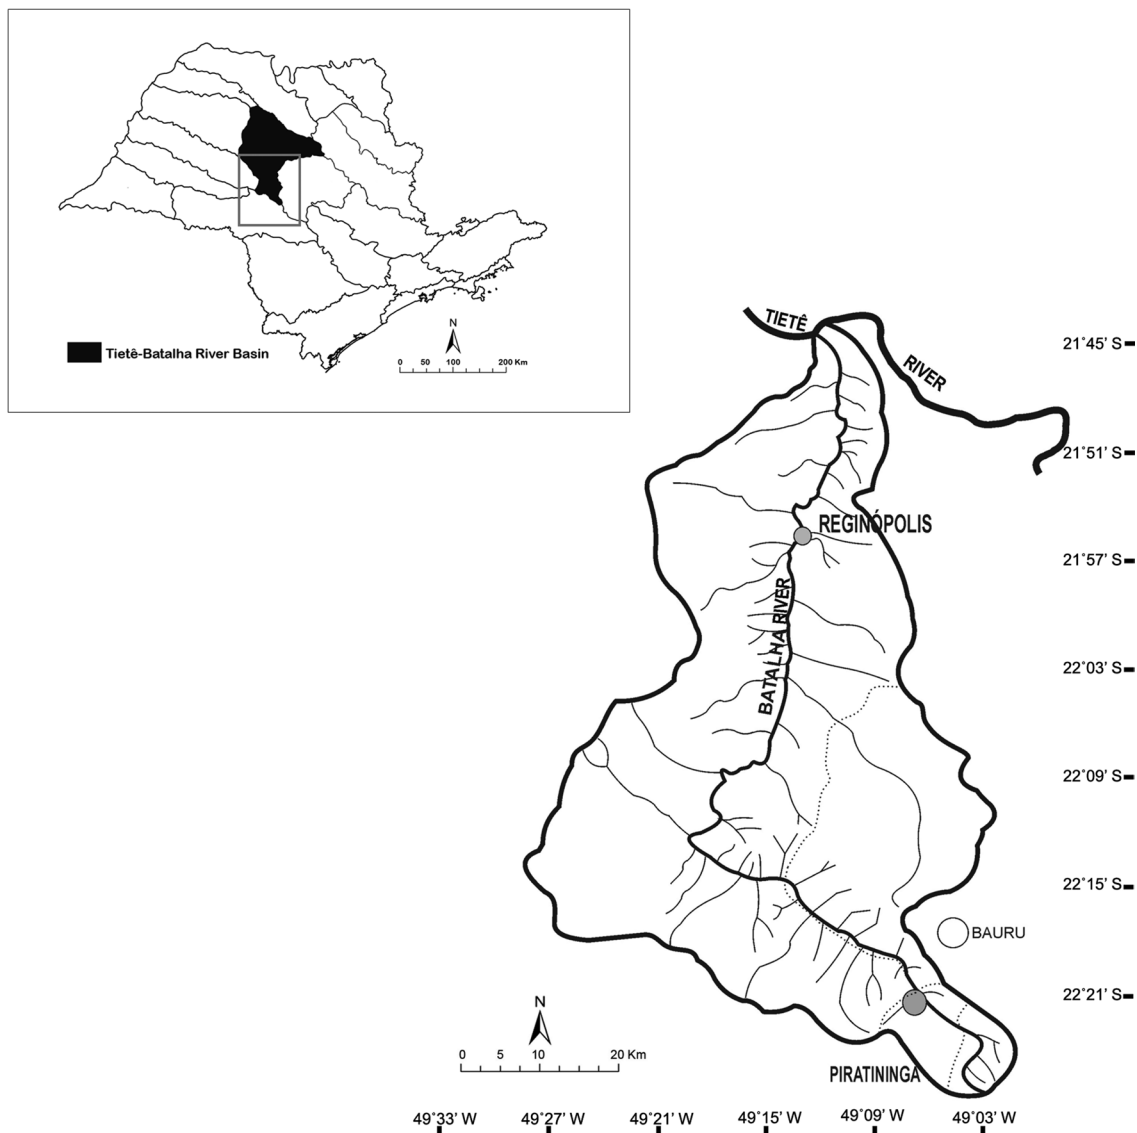 N
Tietê-Batalha River Basin
0 50 100 200 Km
TIETÊ
RIVER
21°45' S
21°51' S
REGINÓPOLIS
21°57' S
BATALHA RIVER
22°03' S
22°09' S
22°15' S
BAURU
22°21' S
N
0 5 10 20 Km
PIRATININGA
49°33' W 49°27' W 49°21' W 49°15' W 49°09' W 49°03' W